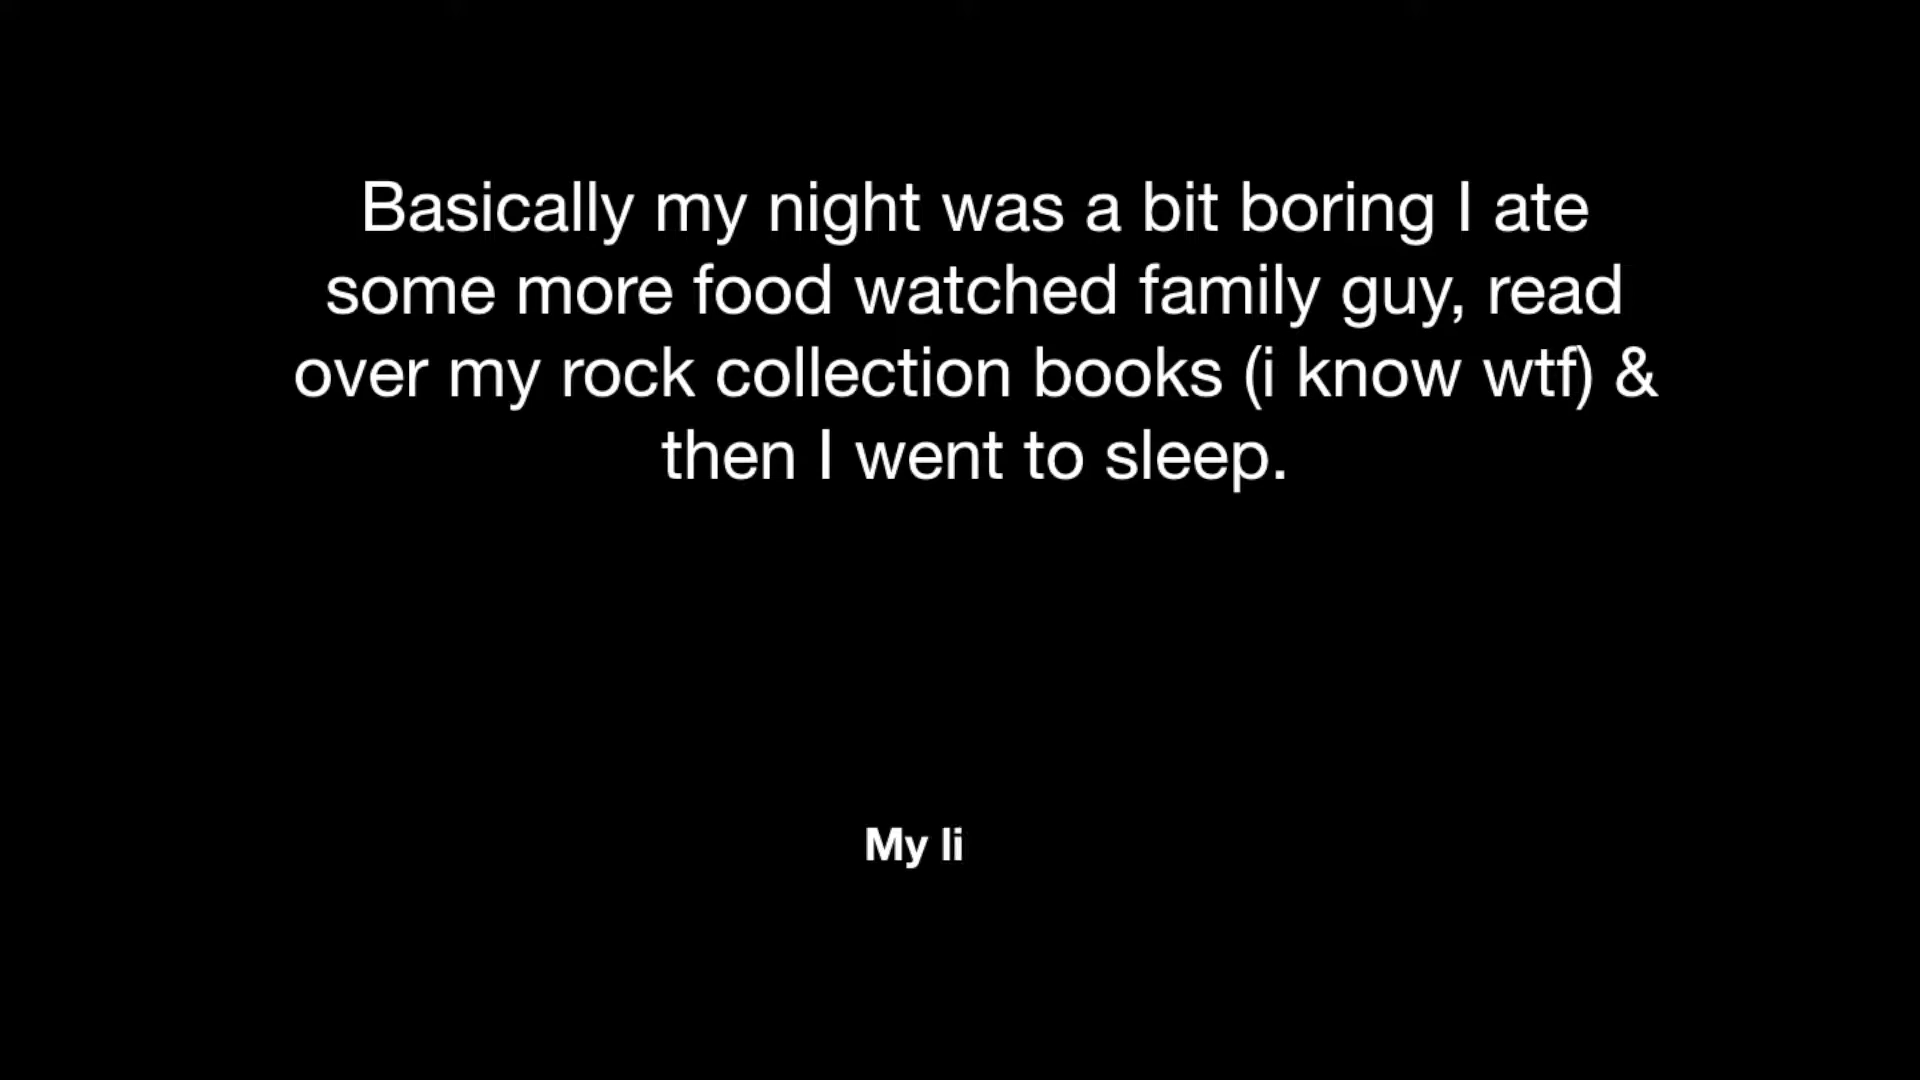 Basically my night was a bit boring I ate
some more food watched family guy, read
over my rock collection books (i know wtf) &
then I went to sleep.
My li